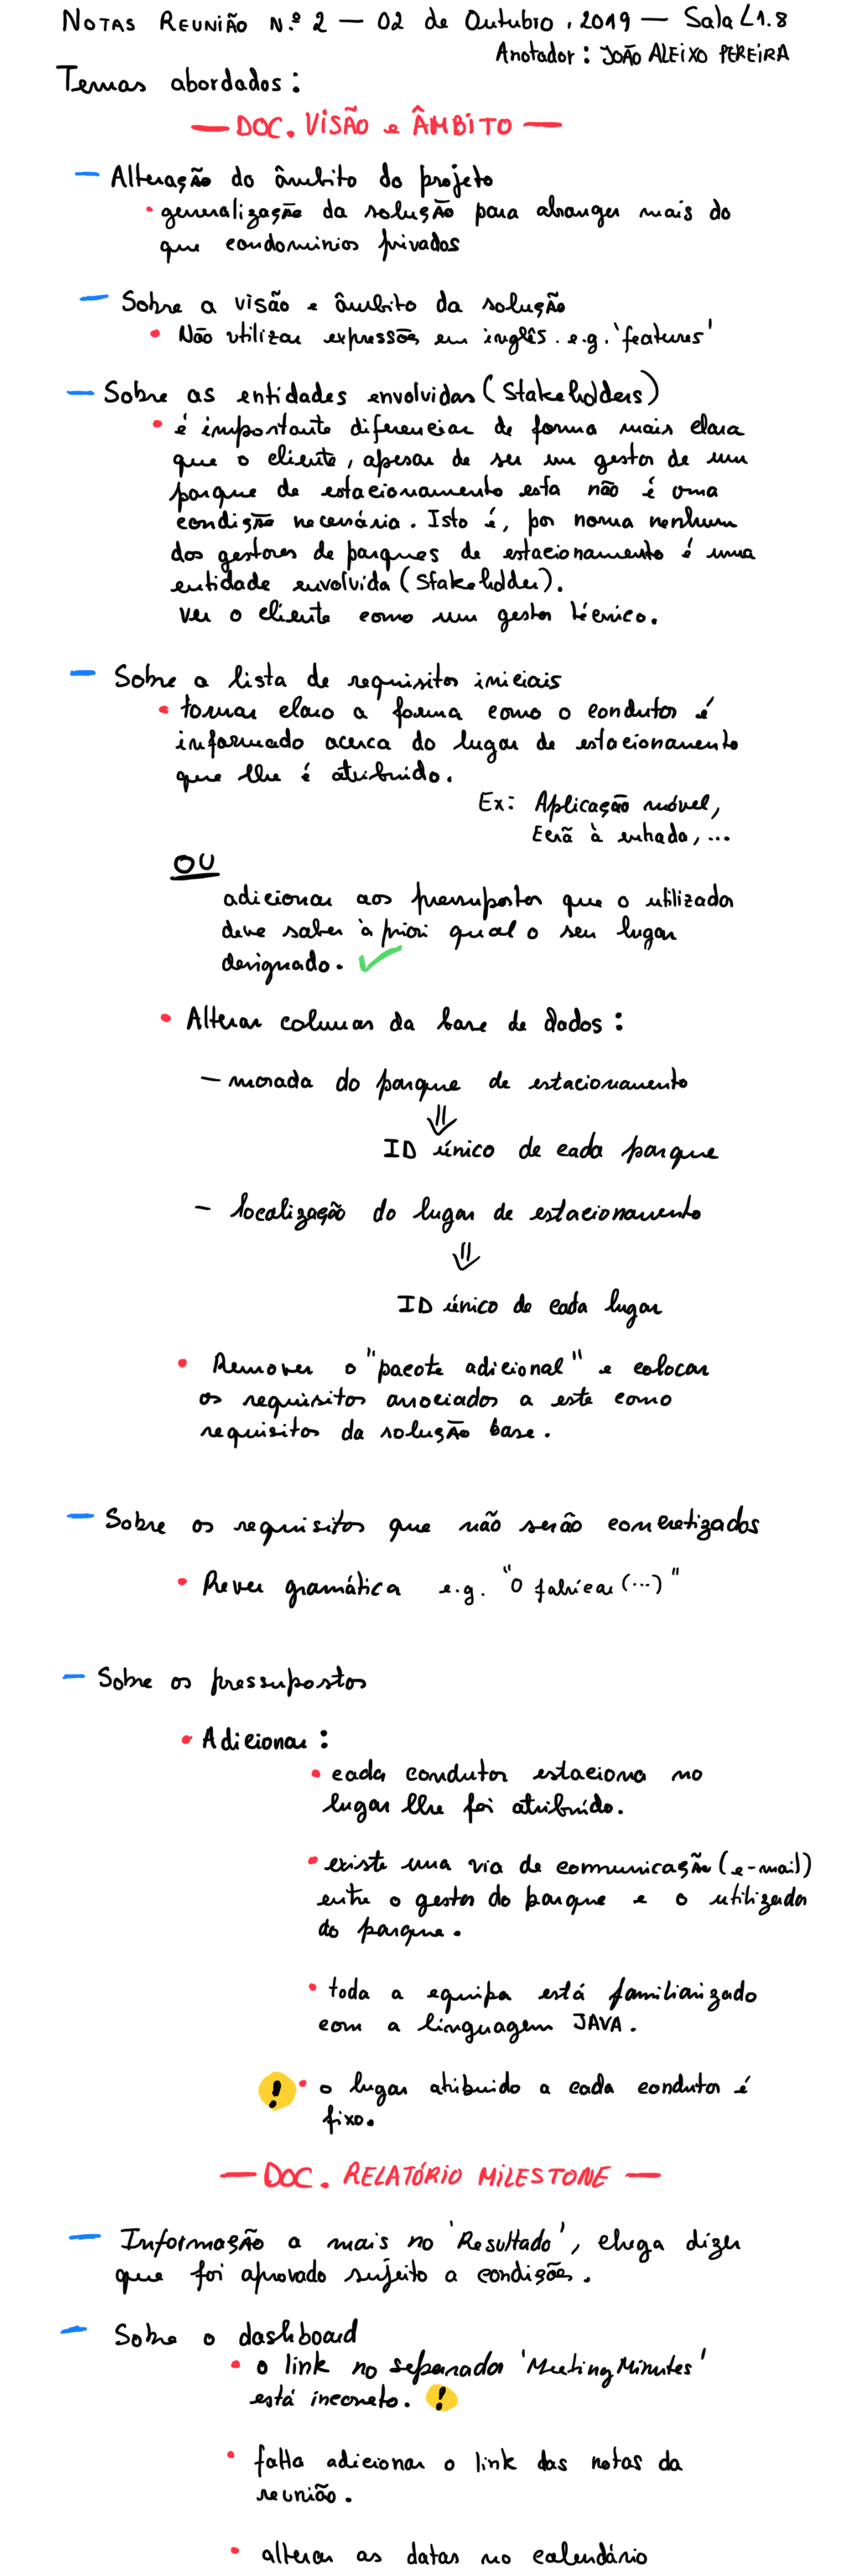 NOTAS REUNIÃO N.º 2 — 02 de Outubro, 2019 — Sala L1.8
Anotador: JOÃO ALEIXO PEREIRA
Temas abordados:
— DOC. VISÃO e ÂMBITO —
— Alteração do âmbito do projeto
• generalização da solução para abranger mais do
que condominios privados
— Sobre a visão e âmbito da solução
• Não utilizar expressões em inglês. e.g. 'features'
— Sobre as entidades envolvidas (Stakeholders)
• é importante diferenciar de forma mais clara
que o cliente, apesar de ser um gestor de um
parque de estacionamento esta não é uma
condição necessária. Isto é, por norma nenhum
dos gestores de parques de estacionamento é uma
entidade envolvida (Stakeholder).
Ver o cliente como um gestor técnico.
— Sobre a lista de requisitos iniciais
• tornar claro a forma como o condutor é
informado acerca do lugar de estacionamento
que lhe é atribuido.
Ex: Aplicação móvel,
Ecrã à entrada, ...
OU
adicionar aos pressupostos que o utilizador
deve saber à priori qual o seu lugar
designado. ✓
• Alterar colunas da base de dados:
— morada do parque de estacionamento
⇓
ID único de cada parque
– localização do lugar de estacionamento
⇓
ID único de cada lugar
• Remover o "pacote adicional" e colocar
os requisitos associados a este como
requisitos da solução base.
— Sobre os requisitos que não serão concretizados
• Rever gramática e.g. "O fabricar (...)"
— Sobre os pressupostos
• Adicionar:
• cada condutor estaciona no
lugar lhe foi atribuído.
• existe uma via de comunicação (e-mail)
entre o gestor do parque e o utilizador
do parque.
• toda a equipa está familiarizado
com a linguagem JAVA.
! • o lugar atribuido a cada condutor é
fixo.
— DOC. RELATÓRIO MILESTONE —
— Informação a mais no 'Resultado', chega dizer
que foi aprovado sujeito a condições.
— Sobre o dashboard
• o link no separador 'MeetingMinutes'
está incorreto. !
• falta adicionar o link das notas da
reunião.
• alterar as datas no calendário